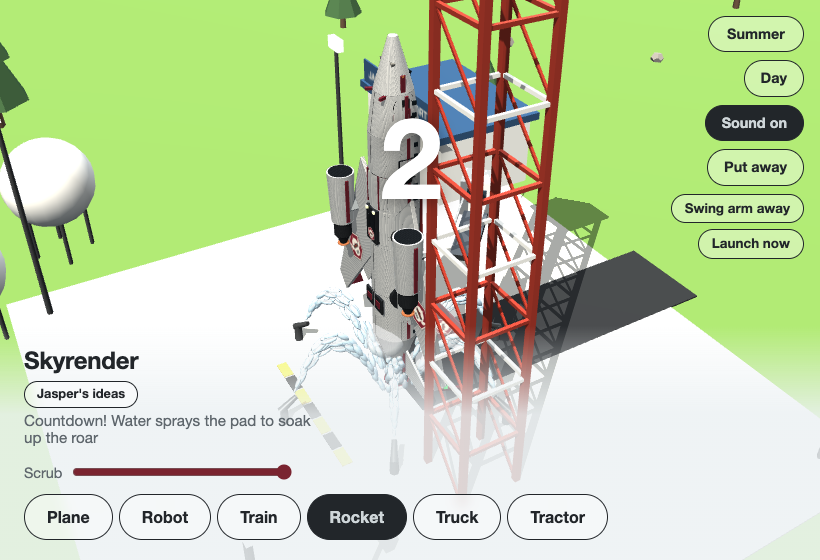 Summer
Day
Sound on
2
Put away
Swing arm away
Launch now
Skyrender
Jasper's ideas
Countdown! Water sprays the pad to soak
up the roar
Scrub
Plane
Robot
Train
Rocket
Truck
Tractor